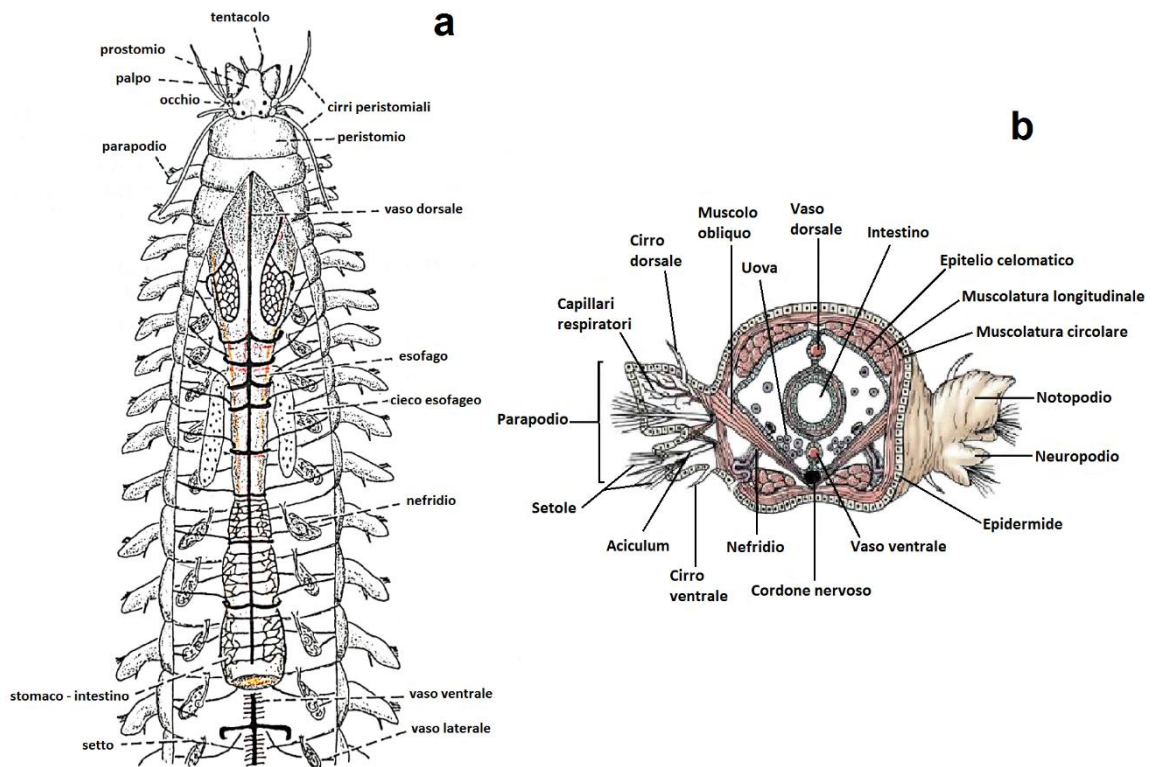 a
tentacolo
prostomio
palpo
occhio
cirri peristomiali
peristomio
parapodio
vaso dorsale
esofago
cieco esofageo
nefridio
stomaco - intestino
vaso ventrale
setto
vaso laterale
b
Muscolo
obliquo
Vaso
dorsale
Intestino
Cirro
dorsale
Uova
Epitelio celomatico
Capillari
respiratori
Muscolatura longitudinale
Muscolatura circolare
Parapodio
Notopodio
Neuropodio
Setole
Epidermide
Aciculum
Nefridio
Vaso ventrale
Cirro
ventrale
Cordone nervoso